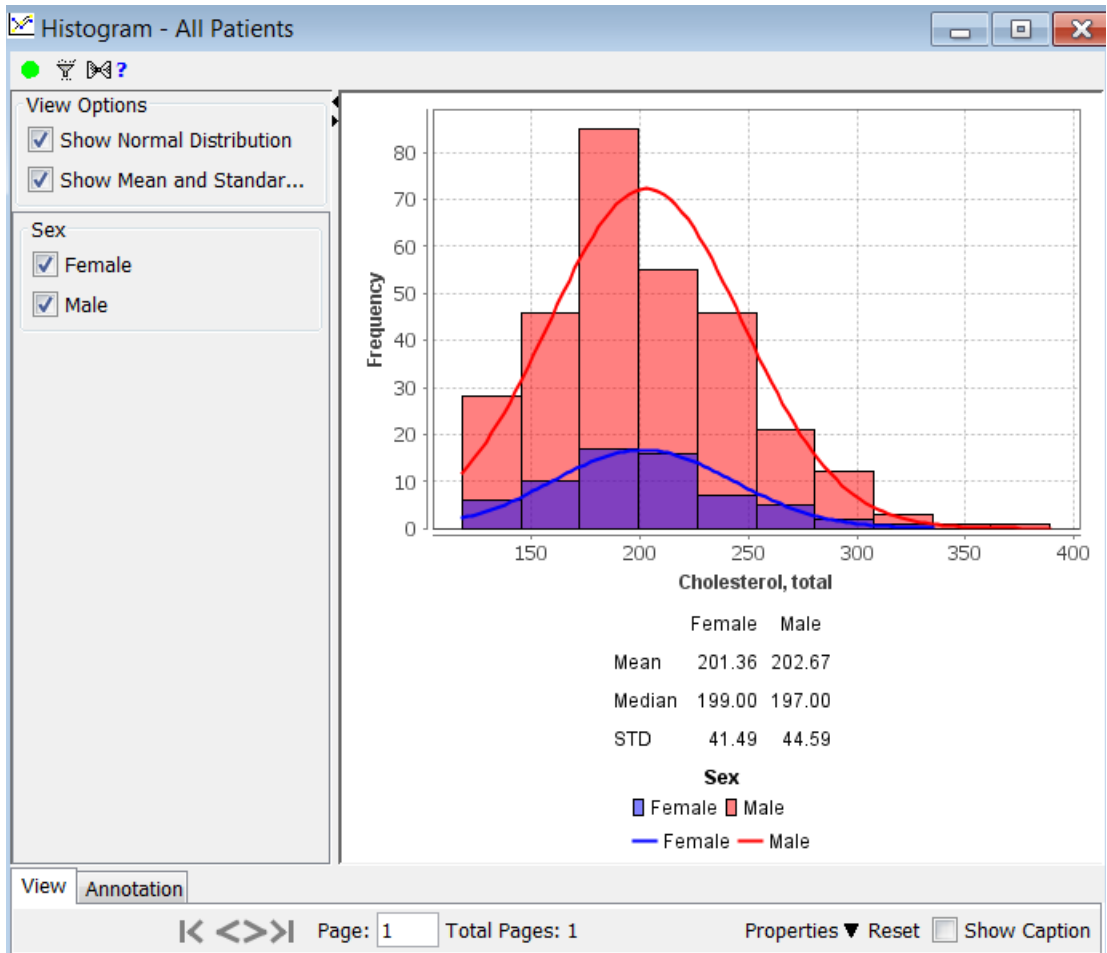 Histogram - All Patients
?
View Options
Show Normal Distribution
Show Mean and Standar...
Sex
Female
Male
80
70
60
50
40
30
20
10
0
Frequency
150 200 250 300 350 400
Cholesterol, total
Female Male
Mean 201.36 202.67
Median 199.00 197.00
STD 41.49 44.59
Sex
Female Male
Female Male
View Annotation
Page: 1 Total Pages: 1 Properties ▼ Reset Show Caption